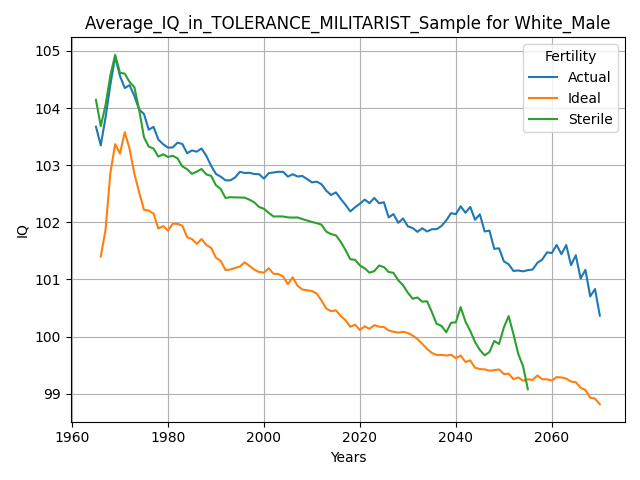 Average_IQ_in_TOLERANCE_MILITARIST_Sample for White_Male
105
104
103
102
101
100
99
IQ
1960
1980
2000
2020
2040
2060
Years
Fertility
Actual
Ideal
Sterile